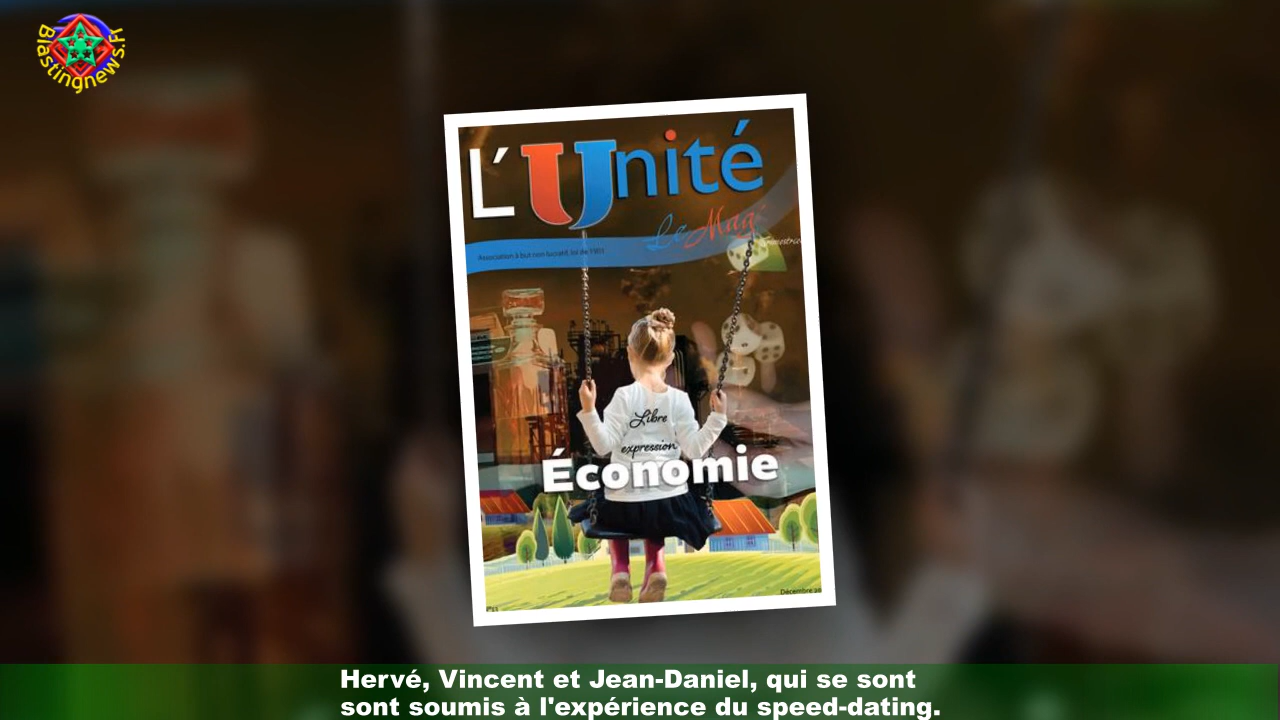 Blastingnews.Fr
L'Unité
Le Mag'
Association à but non lucratif, loi de 1901
Libre
expression
Économie
Décembre 20
Hervé, Vincent et Jean-Daniel, qui se sont
sont soumis à l'expérience du speed-dating.